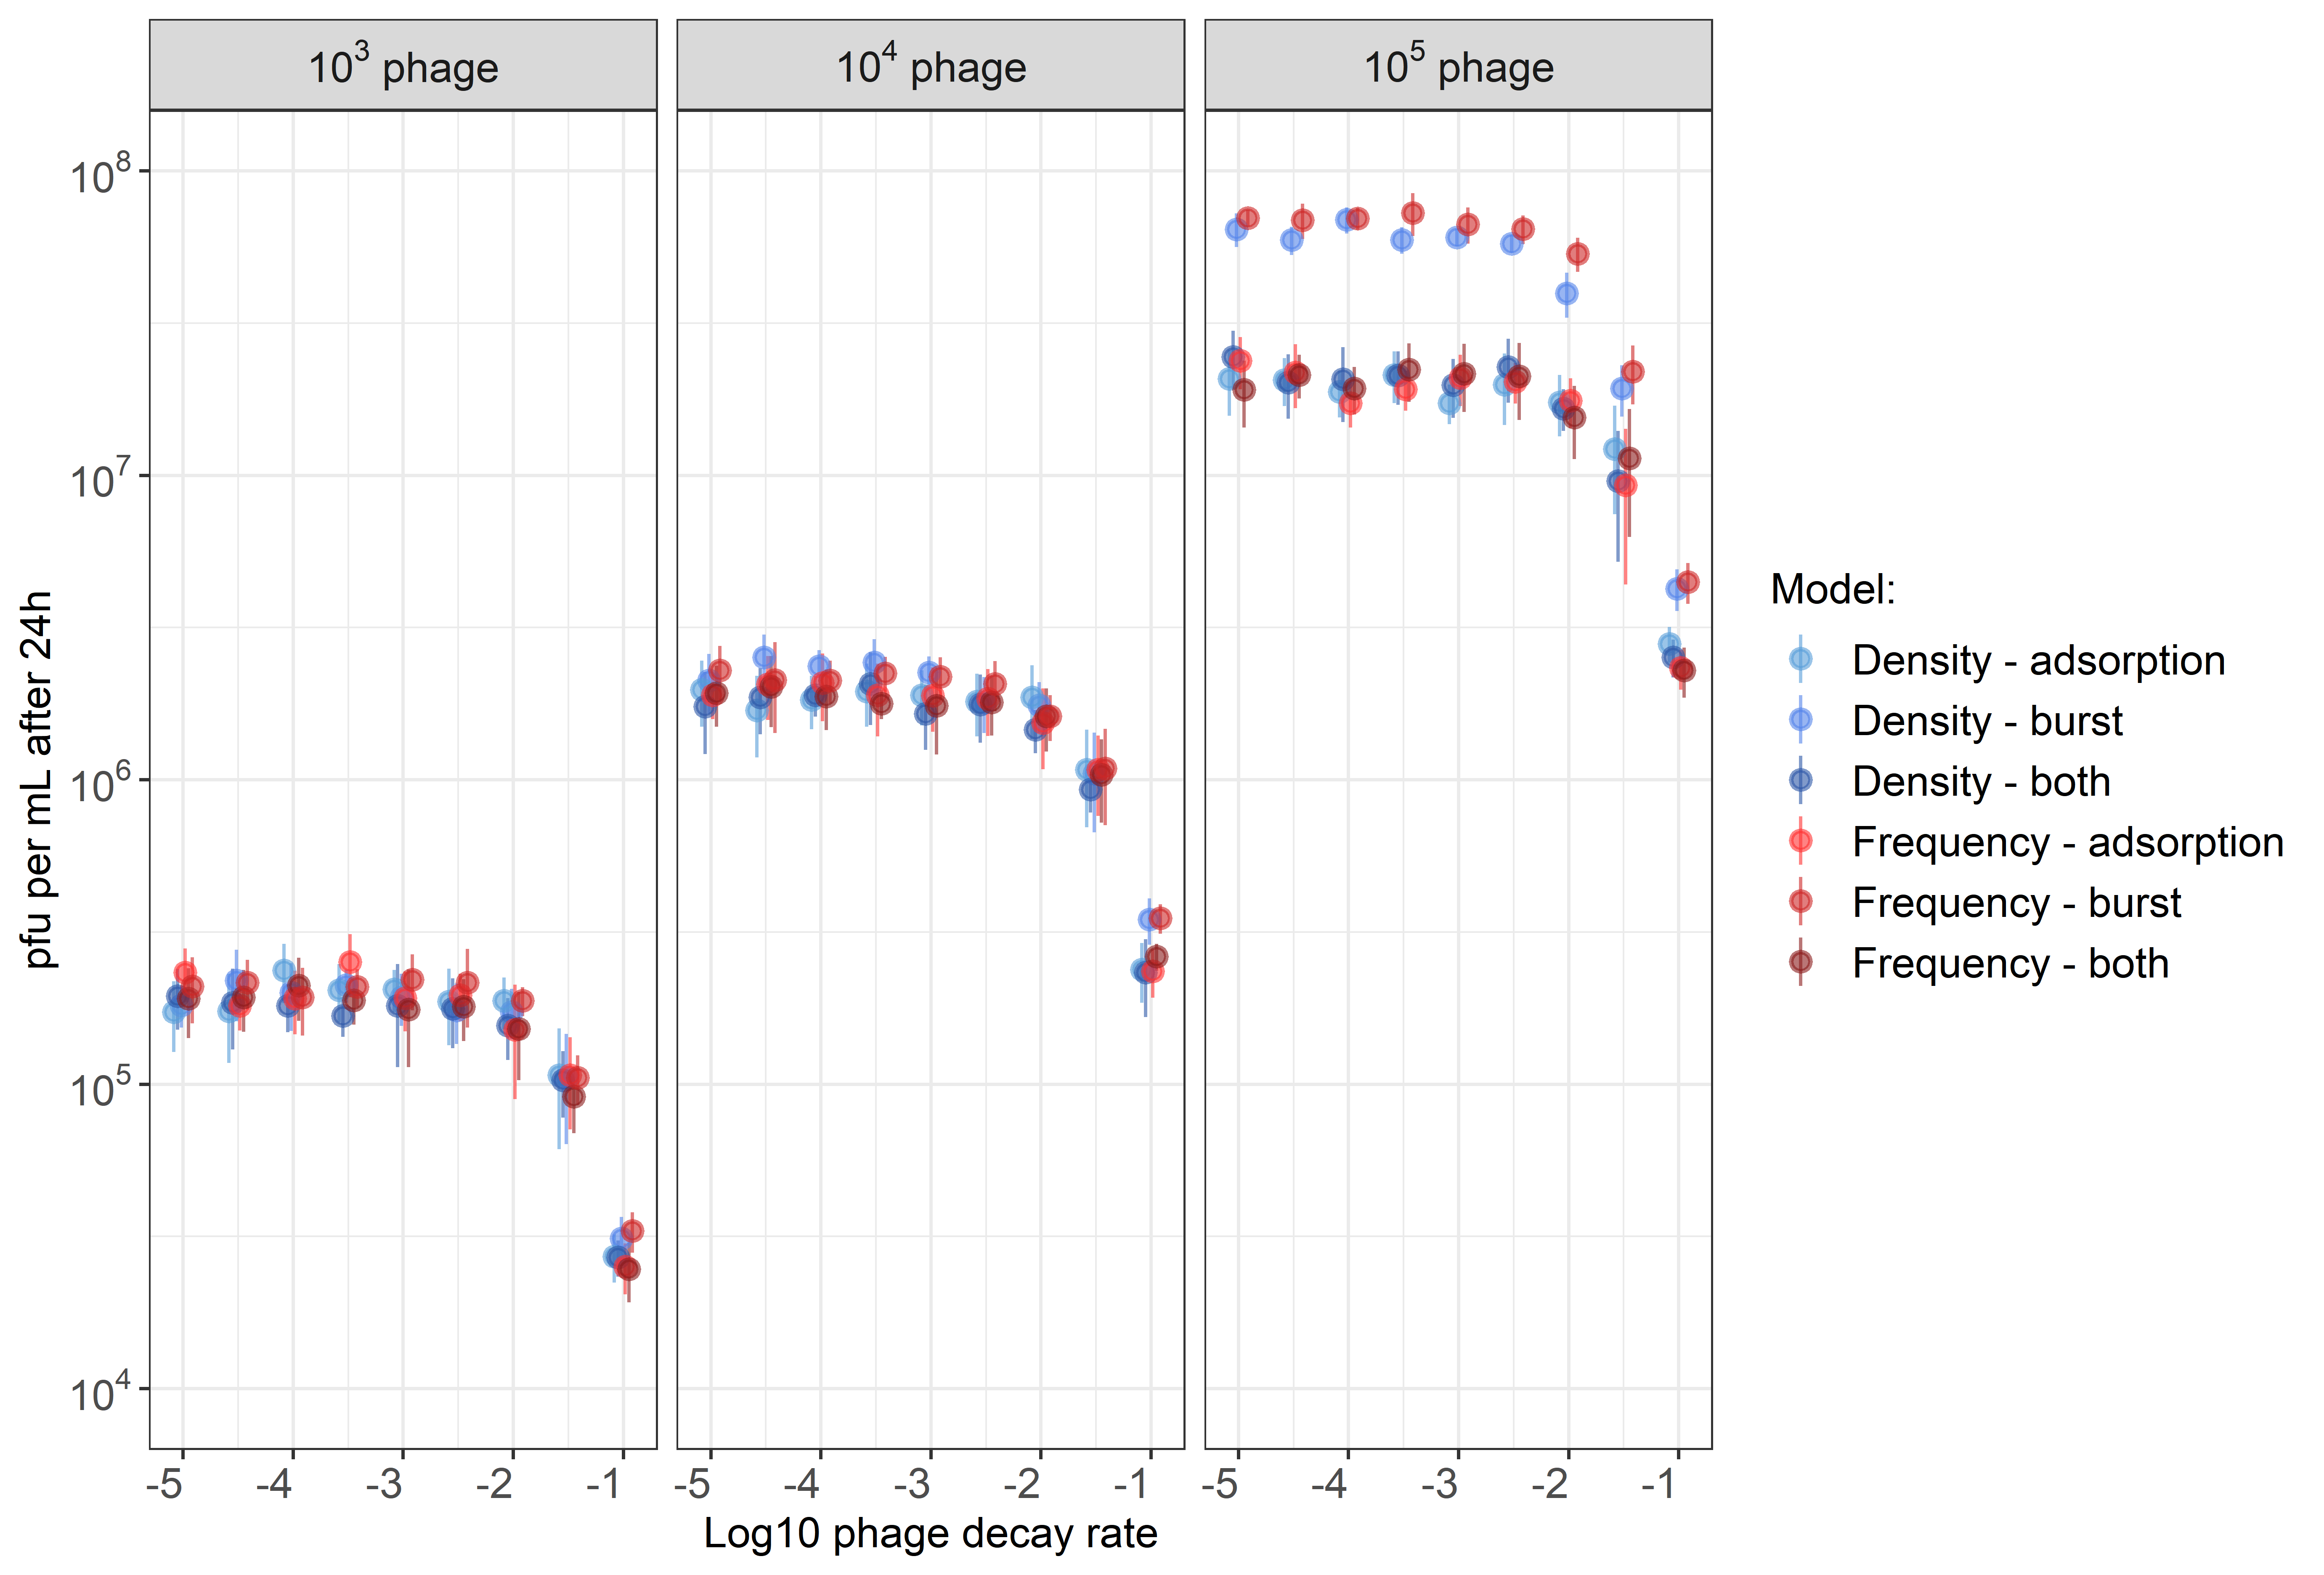 10³ phage
10⁴ phage
10⁵ phage
pfu per mL after 24h
10⁸
10⁷
10⁶
10⁵
10⁴
-5 -4 -3 -2 -1
-5 -4 -3 -2 -1
-5 -4 -3 -2 -1
Log10 phage decay rate
Model:
Density - adsorption
Density - burst
Density - both
Frequency - adsorption
Frequency - burst
Frequency - both